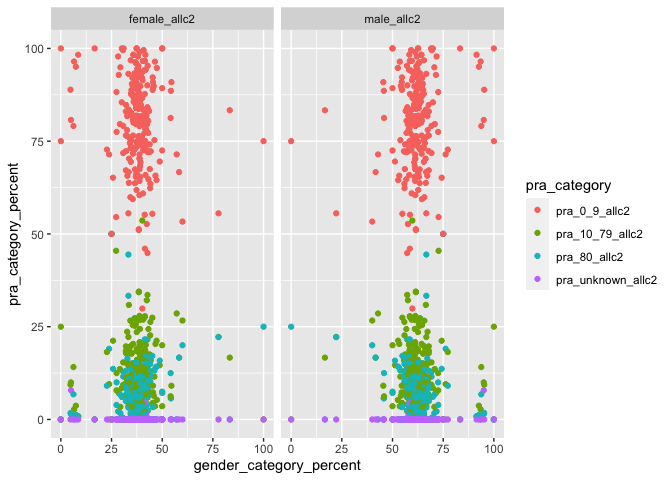 female_allc2
male_allc2
100
75
50
25
0
pra_category_percent
0
25
50
75
100
0
25
50
75
100
gender_category_percent
pra_category
pra_0_9_allc2
pra_10_79_allc2
pra_80_allc2
pra_unknown_allc2